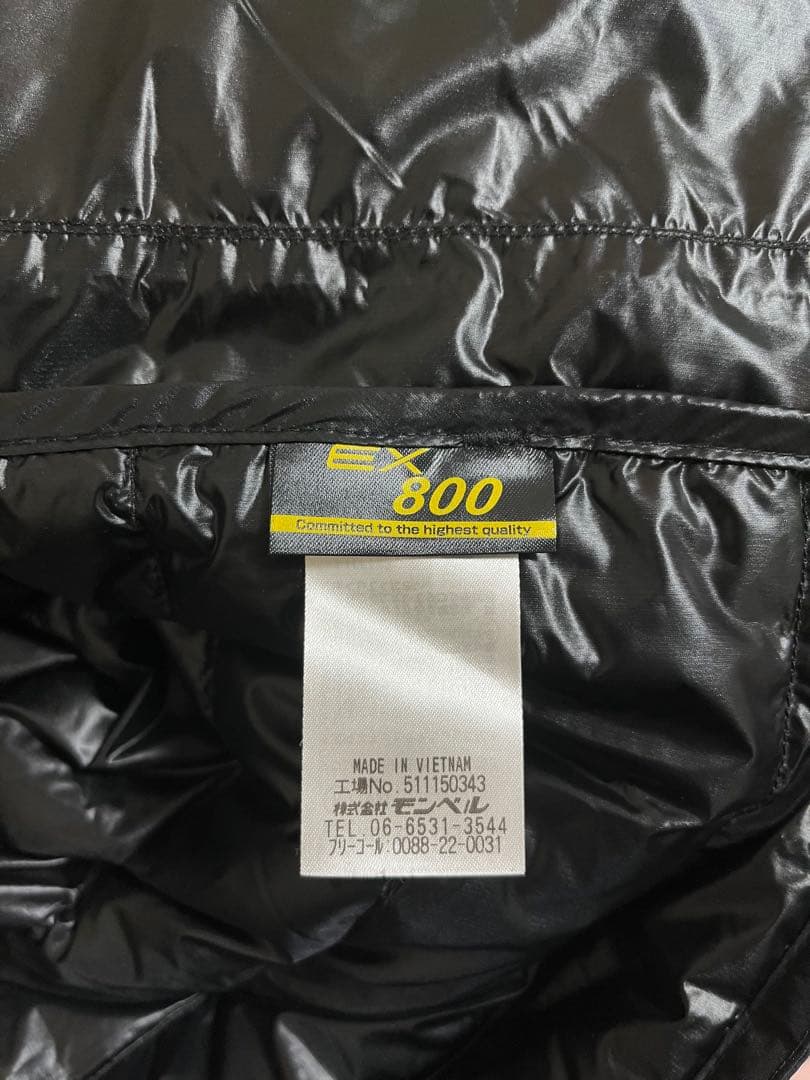 EX
800
Committed to the highest quality
MADE IN VIETNAM
工場No. 511150343
株式会社 モンベル
TEL. 06-6531-3544
フリーコール:0088-22-0031